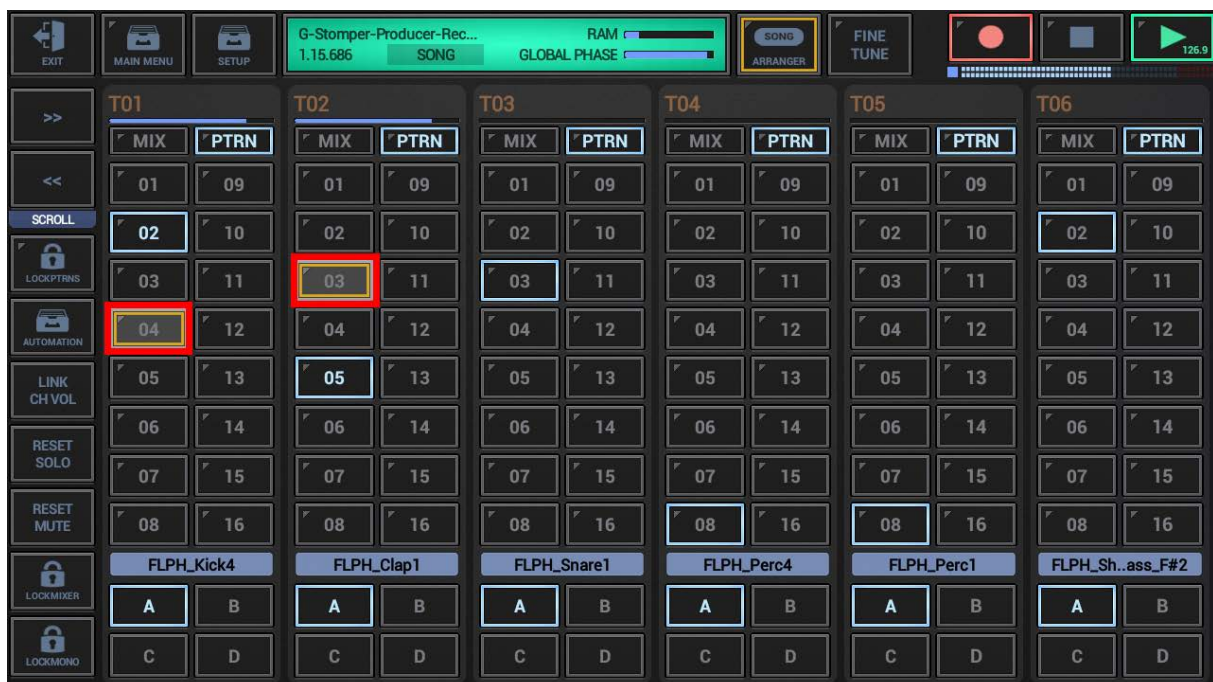 EXIT
MAIN MENU
SETUP
G-Stomper-Producer-Rec...
RAM
1.15.686
SONG
GLOBAL PHASE
SONG
ARRANGER
FINE
TUNE
126.9
>>
<<
SCROLL
LOCKPTRNS
AUTOMATION
LINK
CH VOL
RESET
SOLO
RESET
MUTE
LOCKMIXER
LOCKMONO
T01 T02 T03 T04 T05 T06
MIX PTRN MIX PTRN MIX PTRN MIX PTRN MIX PTRN MIX PTRN
01 09 01 09 01 09 01 09 01 09 01 09
02 10 02 10 02 10 02 10 02 10 02 10
03 11 03 11 03 11 03 11 03 11 03 11
04 12 04 12 04 12 04 12 04 12 04 12
05 13 05 13 05 13 05 13 05 13 05 13
06 14 06 14 06 14 06 14 06 14 06 14
07 15 07 15 07 15 07 15 07 15 07 15
08 16 08 16 08 16 08 16 08 16 08 16
FLPH_Kick4 FLPH_Clap1 FLPH_Snare1 FLPH_Perc4 FLPH_Perc1 FLPH_Sh..ass_F#2
A B A B A B A B A B A B
C D C D C D C D C D C D